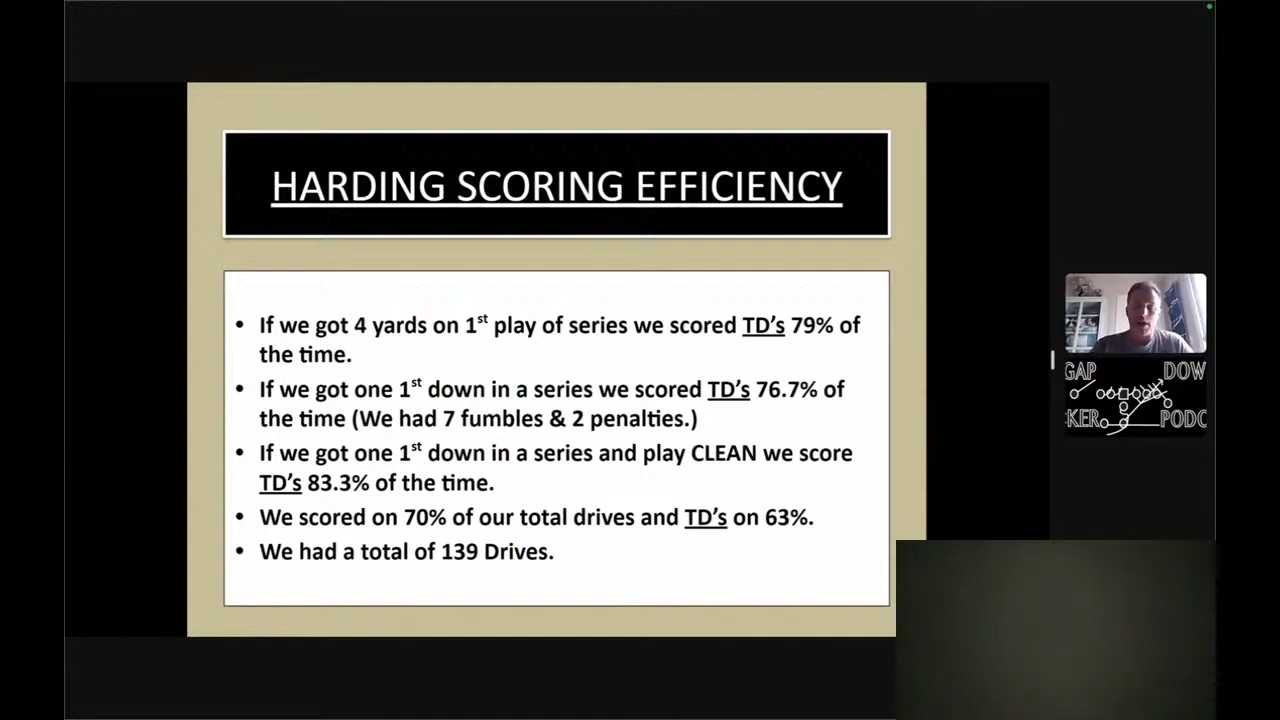 HARDING SCORING EFFICIENCY
• If we got 4 yards on 1st play of series we scored TD’s 79% of
the time.
• If we got one 1st down in a series we scored TD’s 76.7% of
the time (We had 7 fumbles & 2 penalties.)
• If we got one 1st down in a series and play CLEAN we score
TD’s 83.3% of the time.
• We scored on 70% of our total drives and TD’s on 63%.
• We had a total of 139 Drives.
GAP DOW
KER PODC